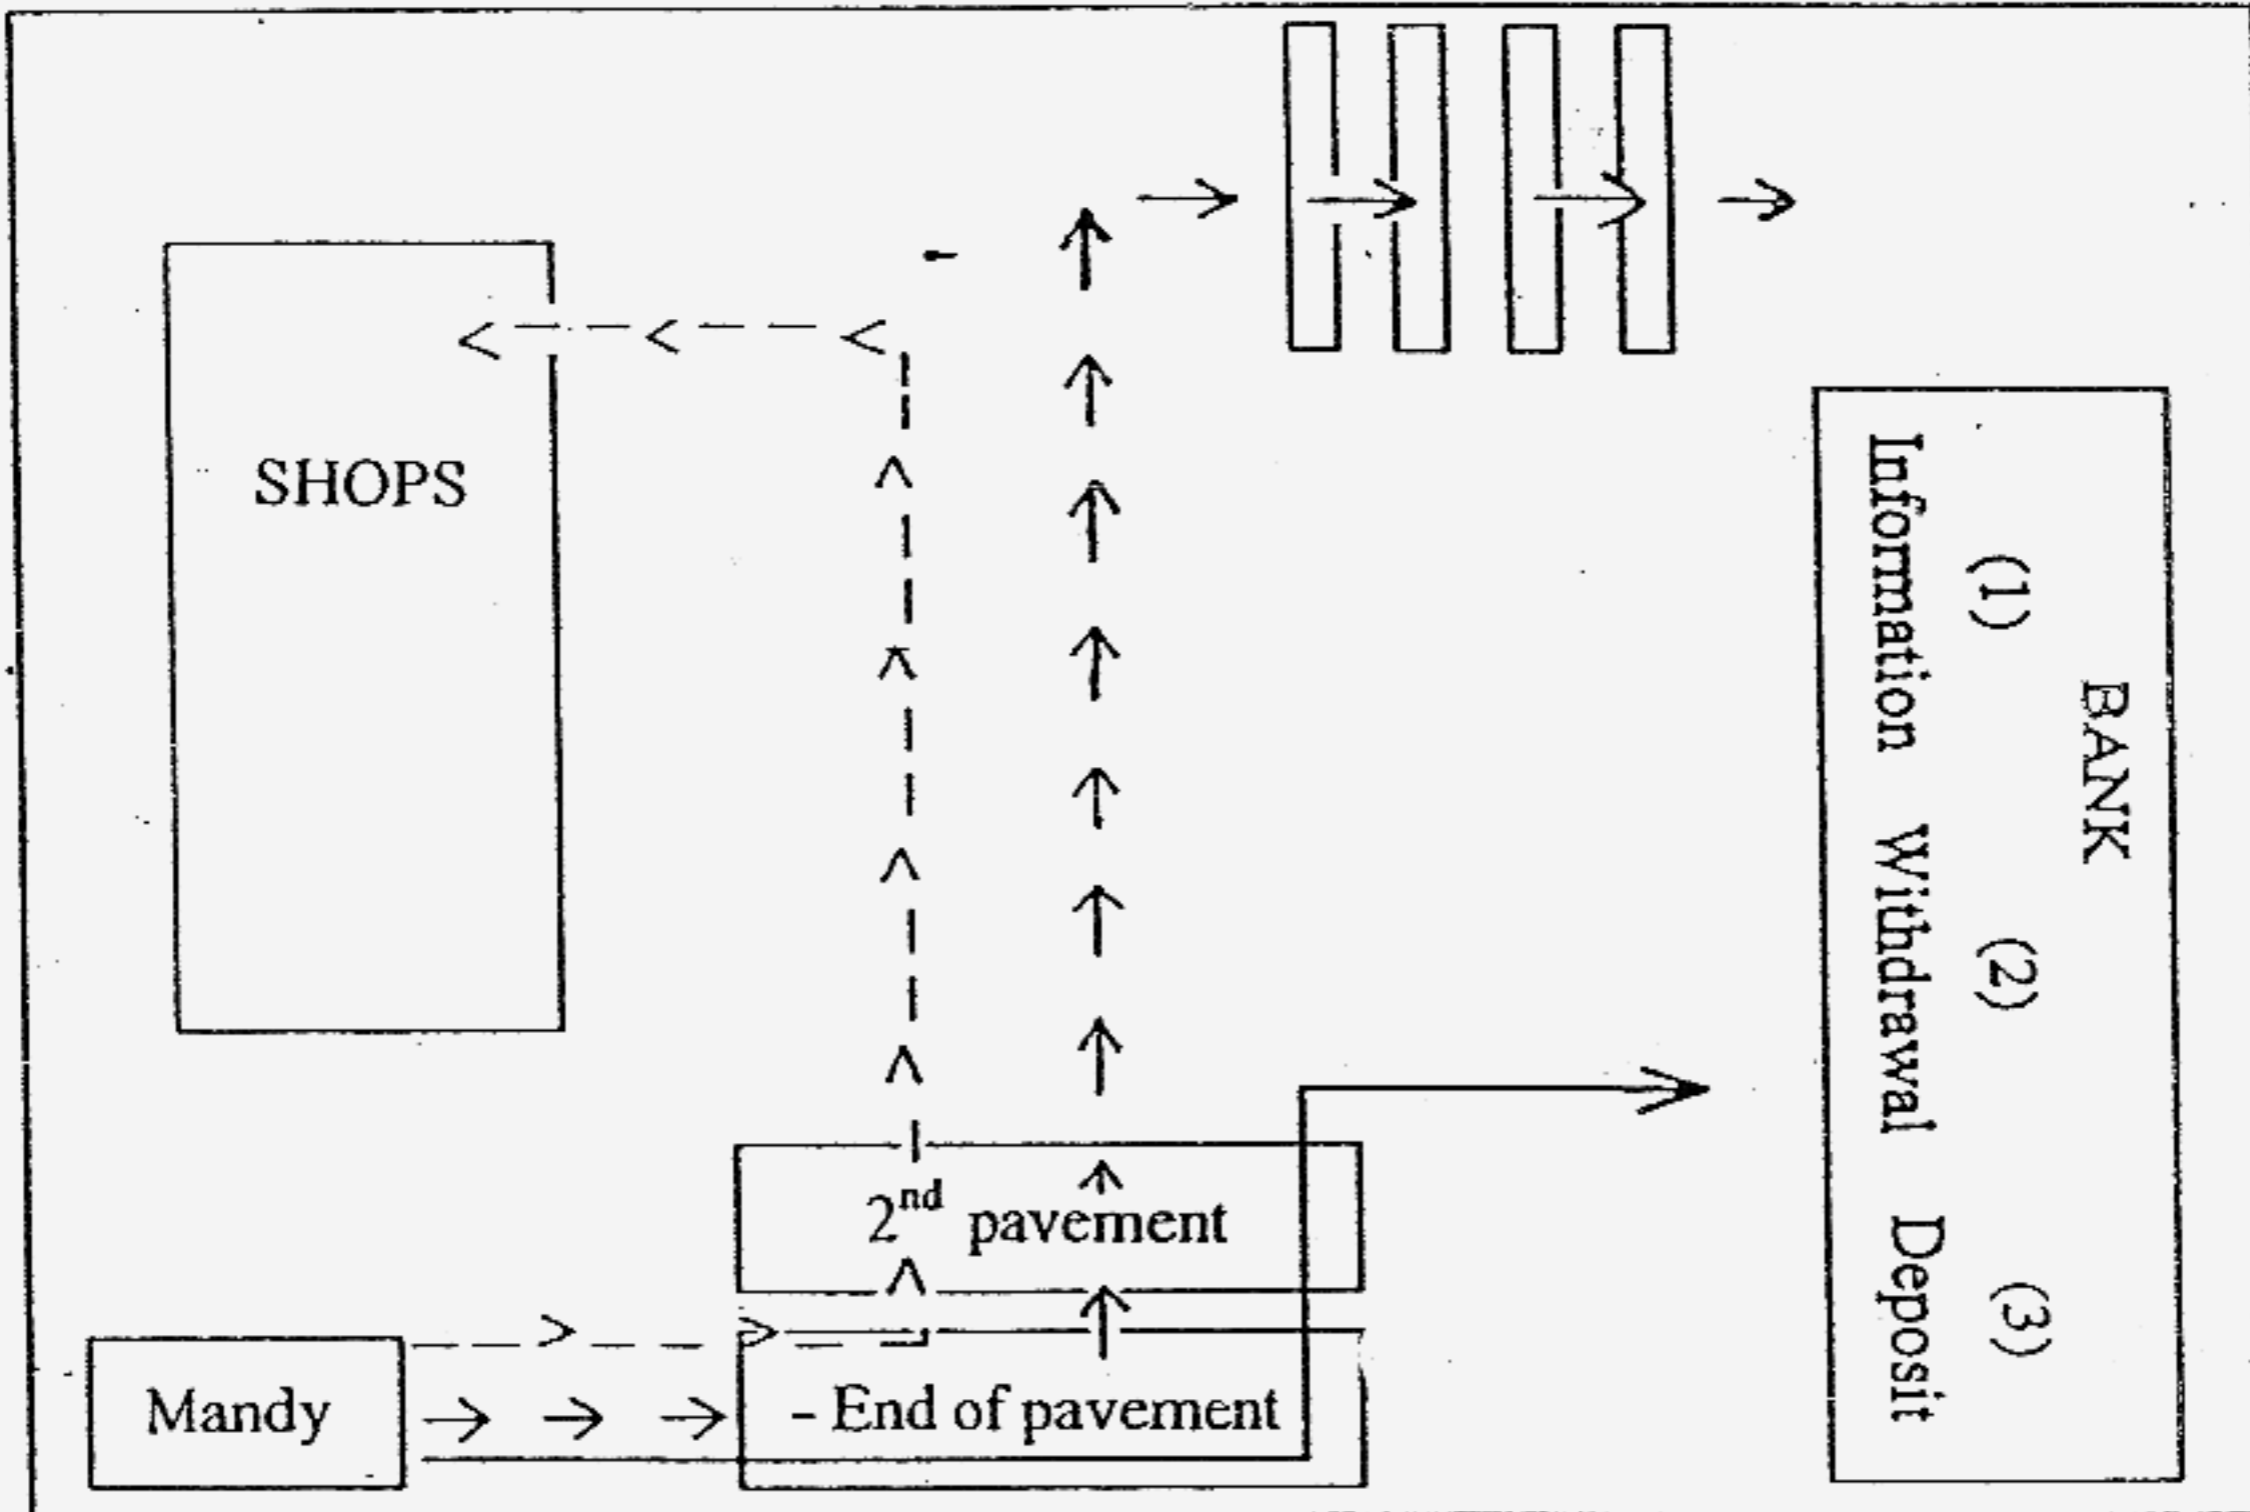 SHOPS
BANK
(1) (2) (3)
Information Withdrawal Deposit
2nd pavement
Mandy
- End of pavement